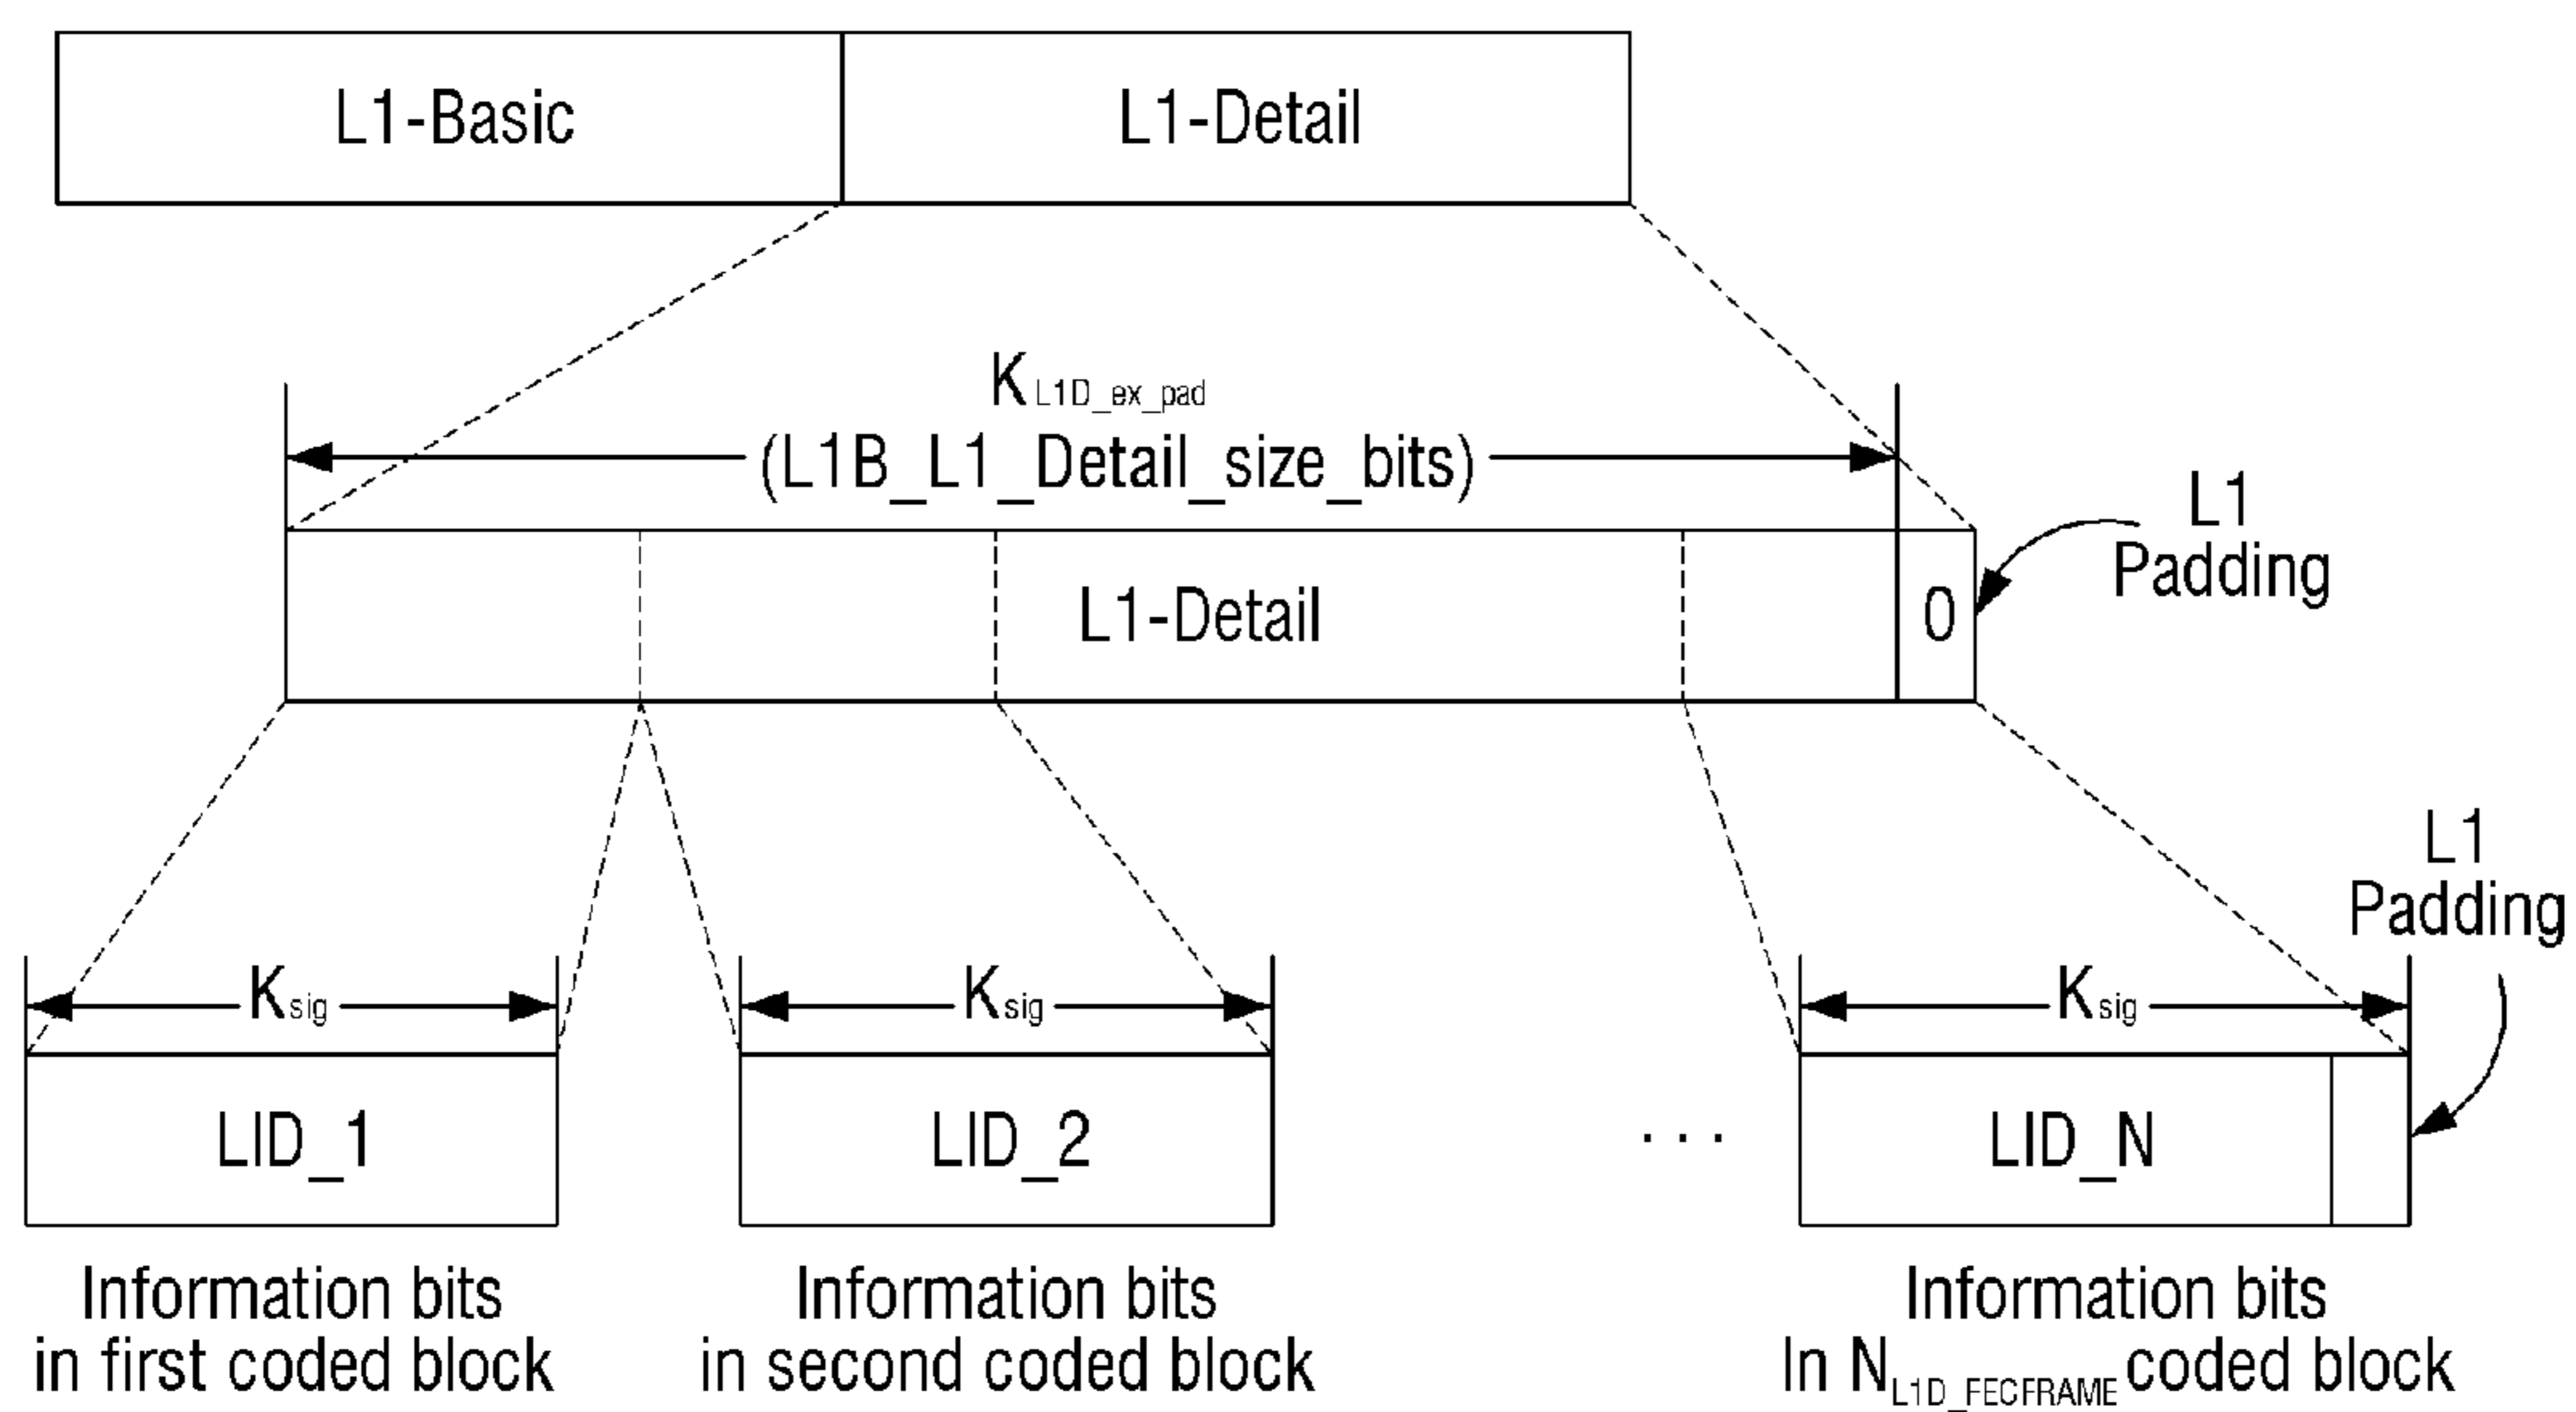 L1-Basic
L1-Detail
K L1D_ex_pad
(L1B_L1_Detail_size_bits)
L1
Padding
L1-Detail
0
L1
Padding
Ksig
Ksig
Ksig
LID_1
LID_2
...
LID_N
Information bits
in first coded block
Information bits
in second coded block
Information bits
In NL1D_FECFRAME coded block